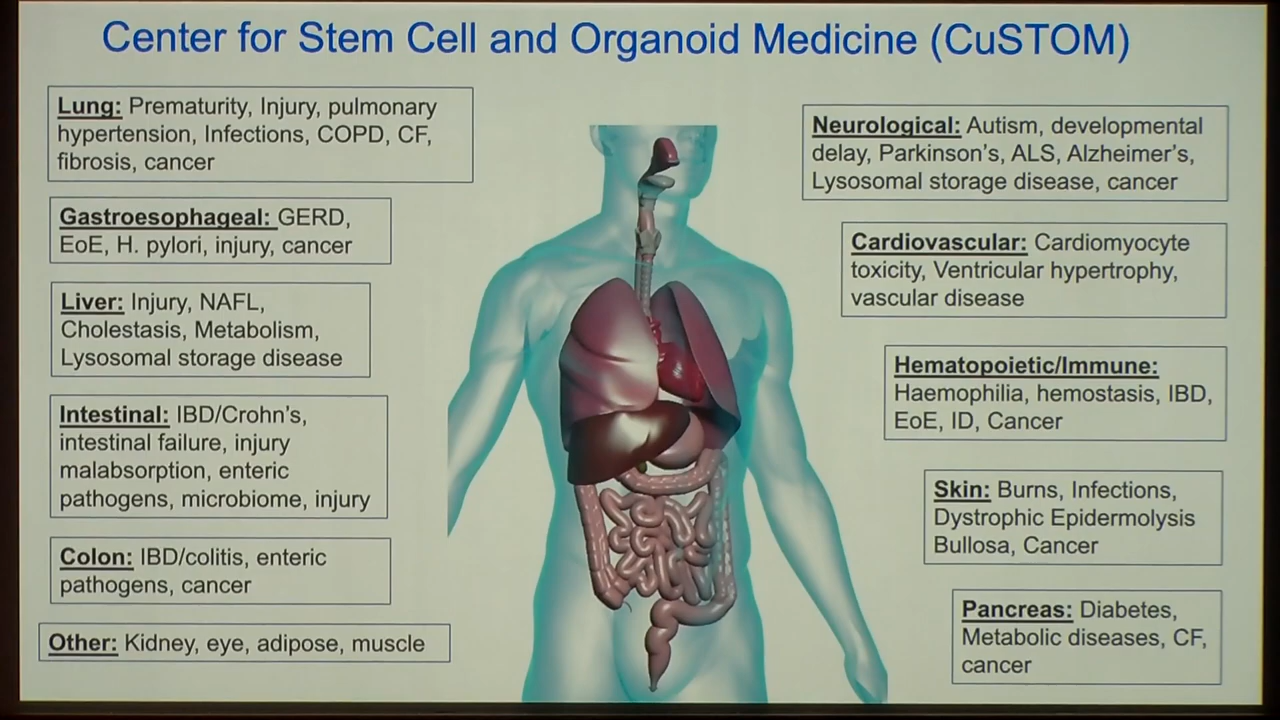 Center for Stem Cell and Organoid Medicine (CuSTOM)
Lung: Prematurity, Injury, pulmonary
hypertension, Infections, COPD, CF,
fibrosis, cancer
Gastroesophageal: GERD,
EoE, H. pylori, injury, cancer
Liver: Injury, NAFL,
Cholestasis, Metabolism,
Lysosomal storage disease
Intestinal: IBD/Crohn's,
intestinal failure, injury
malabsorption, enteric
pathogens, microbiome, injury
Colon: IBD/colitis, enteric
pathogens, cancer
Other: Kidney, eye, adipose, muscle
Neurological: Autism, developmental
delay, Parkinson's, ALS, Alzheimer's,
Lysosomal storage disease, cancer
Cardiovascular: Cardiomyocyte
toxicity, Ventricular hypertrophy,
vascular disease
Hematopoietic/Immune:
Haemophilia, hemostasis, IBD,
EoE, ID, Cancer
Skin: Burns, Infections,
Dystrophic Epidermolysis
Bullosa, Cancer
Pancreas: Diabetes,
Metabolic diseases, CF,
cancer